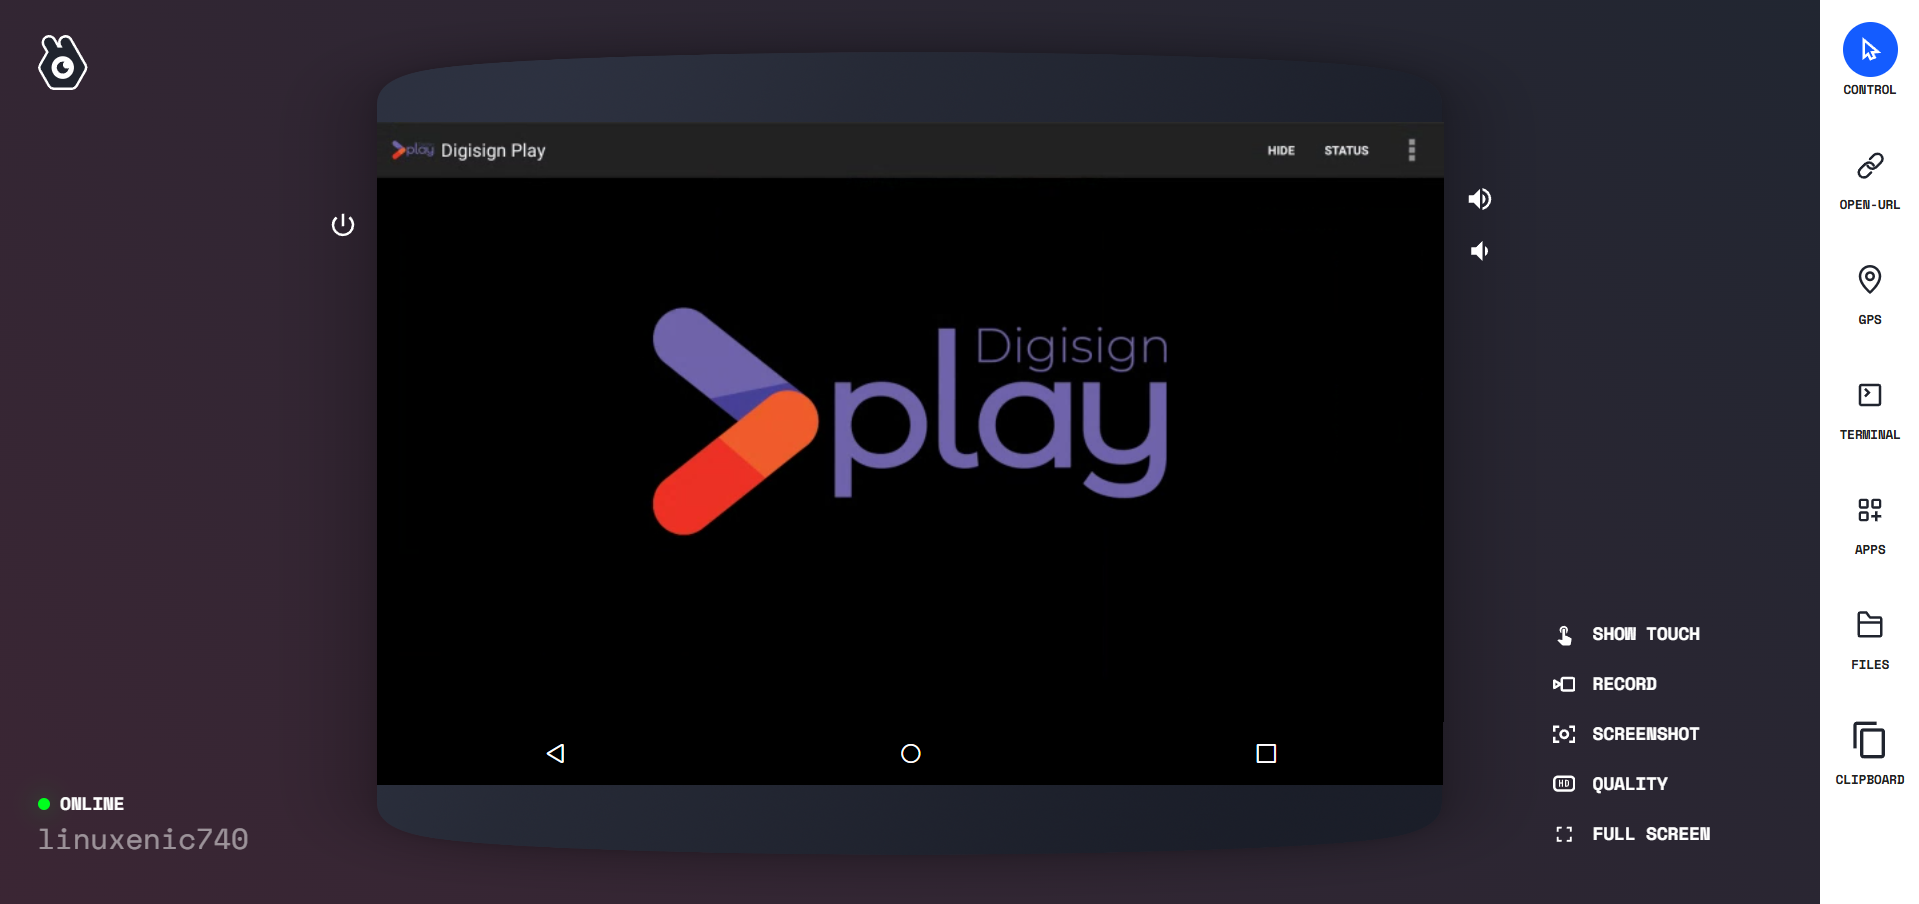 play Digisign Play
HIDE
STATUS
Digisign
play
ONLINE
linuxenic740
SHOW TOUCH
RECORD
SCREENSHOT
HD QUALITY
FULL SCREEN
CONTROL
OPEN-URL
GPS
TERMINAL
APPS
FILES
CLIPBOARD